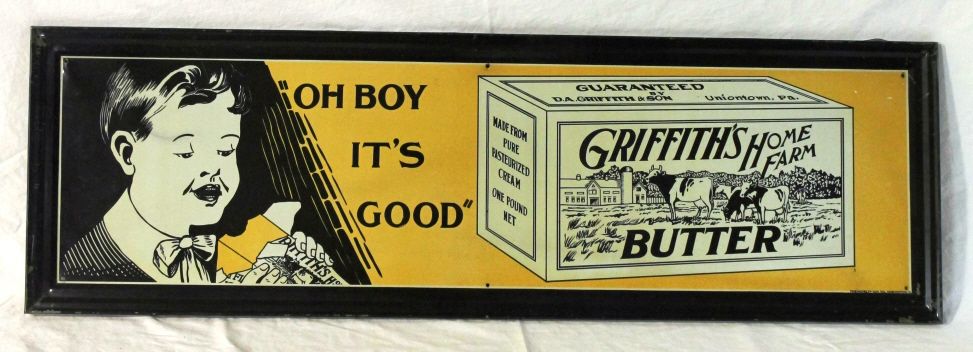 "OH BOY
IT'S
GOOD"
GUARANTEED
BY
D.A. GRIFFITH & SON Uniontown, Pa.
MADE FROM
PURE
PASTEURIZED
CREAM
ONE POUND
NET
GRIFFITH'S HOME
FARM
BUTTER